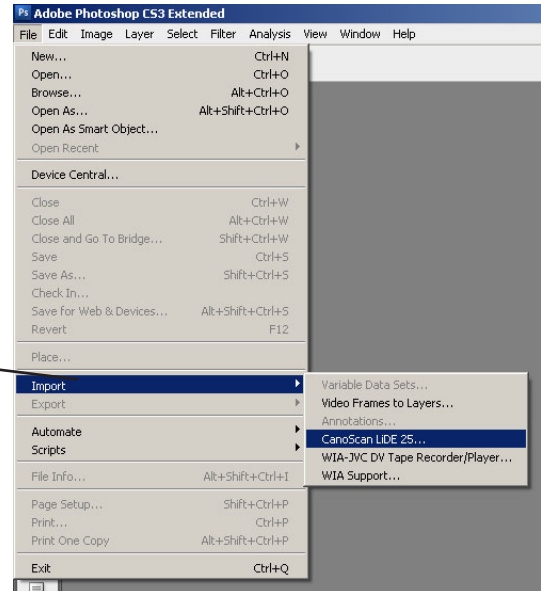 Ps Adobe Photoshop CS3 Extended
File Edit Image Layer Select Filter Analysis View Window Help
New... Ctrl+N
Open... Ctrl+O
Browse... Alt+Ctrl+O
Open As... Alt+Shift+Ctrl+O
Open As Smart Object...
Open Recent
Device Central...
Close Ctrl+W
Close All Alt+Ctrl+W
Close and Go To Bridge... Shift+Ctrl+W
Save Ctrl+S
Save As... Shift+Ctrl+S
Check In...
Save for Web & Devices... Alt+Shift+Ctrl+S
Revert F12
Place...
Import
Export
Automate
Scripts
File Info... Alt+Shift+Ctrl+I
Page Setup... Shift+Ctrl+P
Print... Ctrl+P
Print One Copy Alt+Shift+Ctrl+P
Exit Ctrl+Q
Variable Data Sets...
Video Frames to Layers...
Annotations...
CanoScan LiDE 25...
WIA-JVC DV Tape Recorder/Player...
WIA Support...